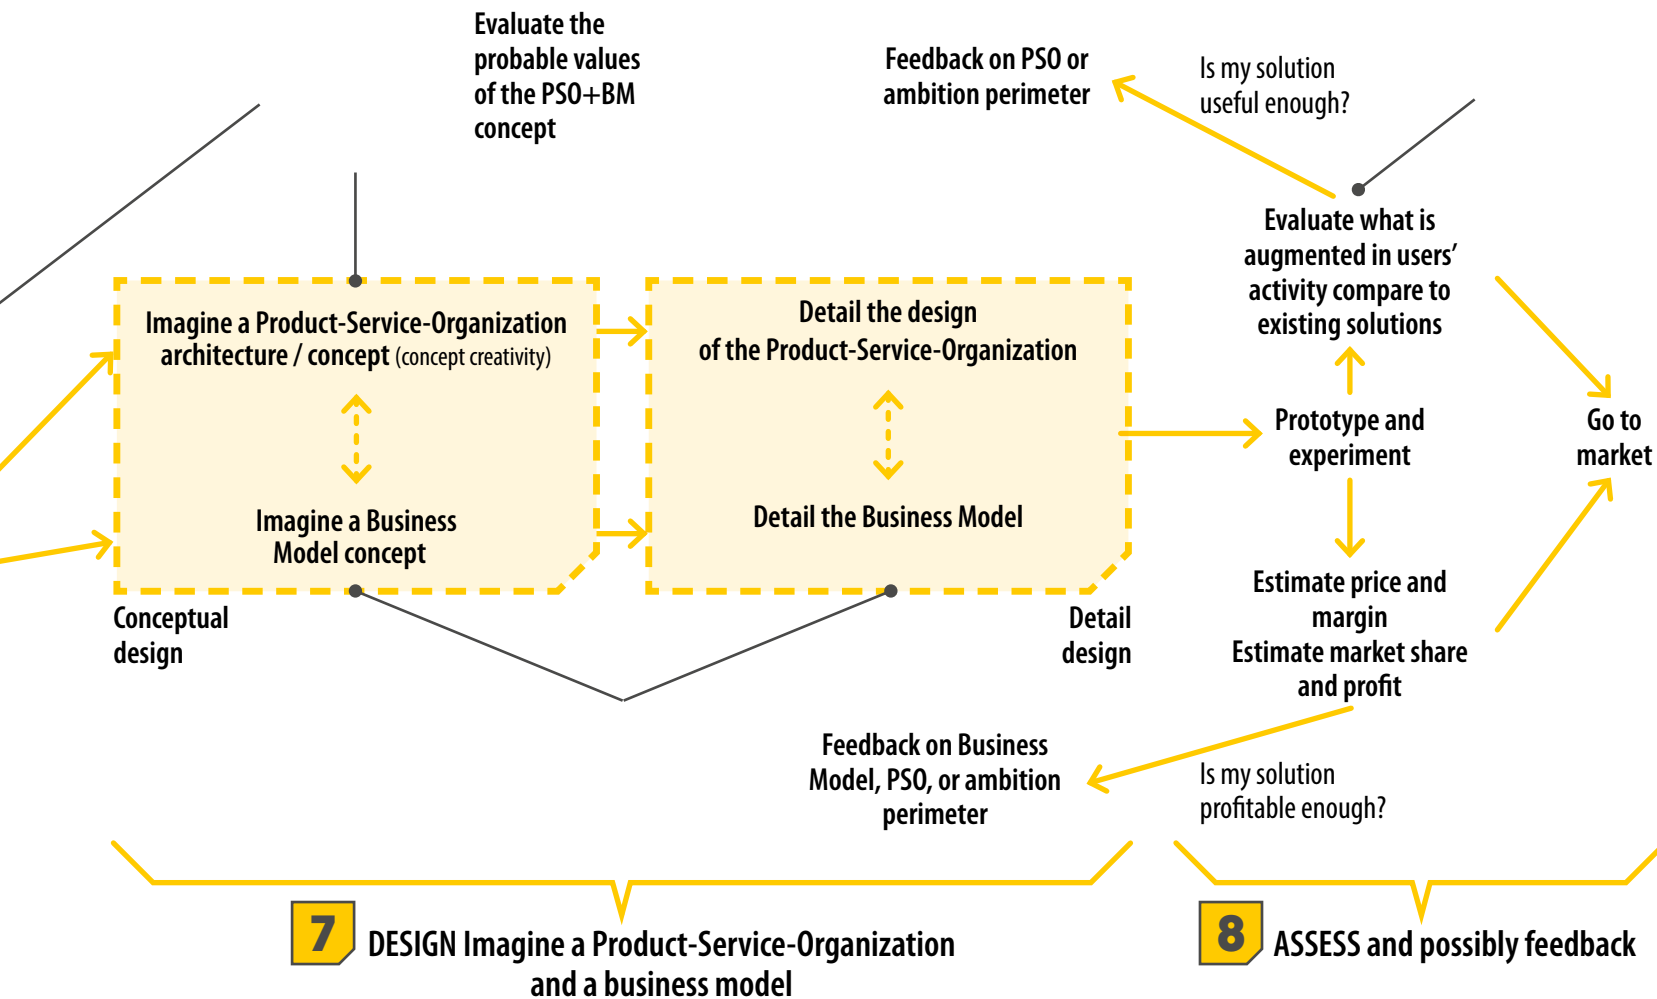 Evaluate the
probable values
of the PSO+BM
concept
Feedback on PSO or
ambition perimeter
Is my solution
useful enough?
Evaluate what is
augmented in users’
activity compare to
existing solutions
Imagine a Product-Service-Organization
architecture / concept (concept creativity)
Imagine a Business
Model concept
Conceptual
design
Detail the design
of the Product-Service-Organization
Detail the Business Model
Detail
design
Prototype and
experiment
Go to
market
Estimate price and
margin
Estimate market share
and profit
Feedback on Business
Model, PSO, or ambition
perimeter
Is my solution
profitable enough?
7 DESIGN Imagine a Product-Service-Organization
and a business model
8 ASSESS and possibly feedback